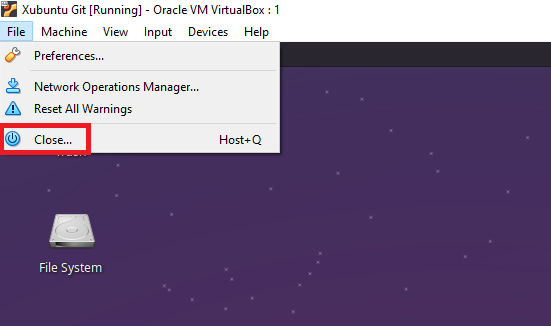 Xubuntu Git [Running] - Oracle VM VirtualBox : 1
File Machine View Input Devices Help
Preferences...
Network Operations Manager...
Reset All Warnings
Close... Host+Q
File System